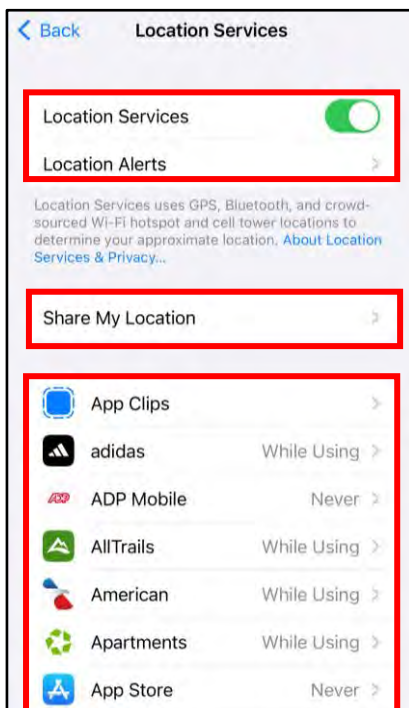 Back
Location Services
Location Services
Location Alerts
Location Services uses GPS, Bluetooth, and crowd-
sourced Wi-Fi hotspot and cell tower locations to
determine your approximate location. About Location
Services & Privacy...
Share My Location
App Clips
adidas While Using
ADP Mobile Never
AllTrails While Using
American While Using
Apartments While Using
App Store Never